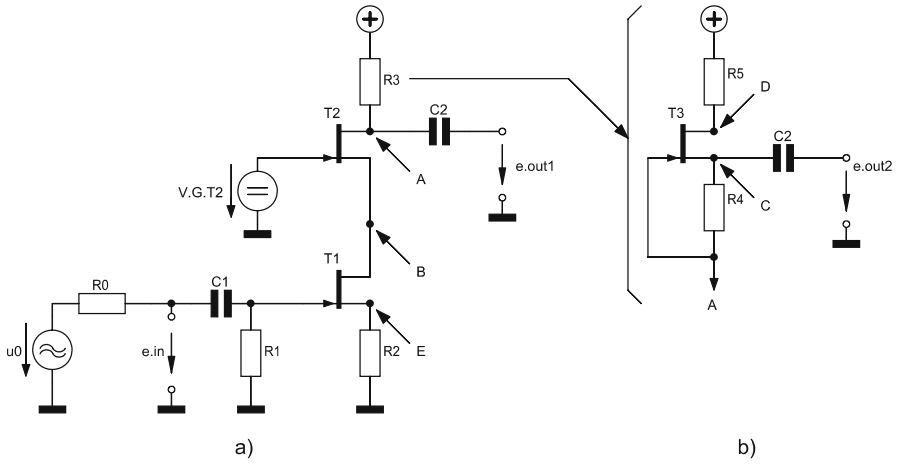 R3
R5
D
C2
T2
T3
C2
A
e.out1
e.out2
V.G.T2
R4
C
B
T1
C1
R0
A
u0
e.in
R1
R2
E
a)
b)